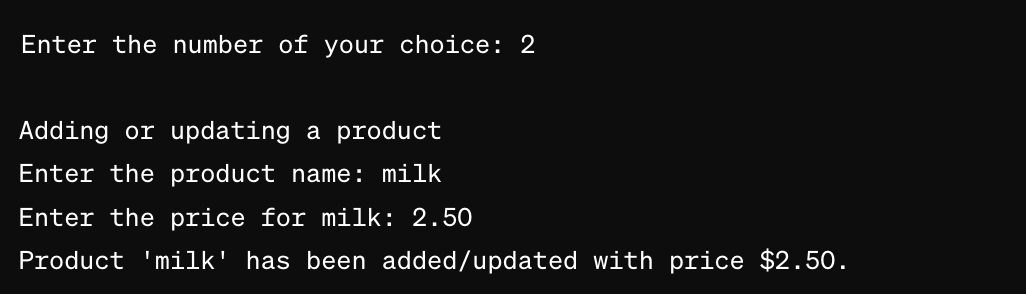 Enter the number of your choice: 2
Adding or updating a product
Enter the product name: milk
Enter the price for milk: 2.50
Product 'milk' has been added/updated with price $2.50.